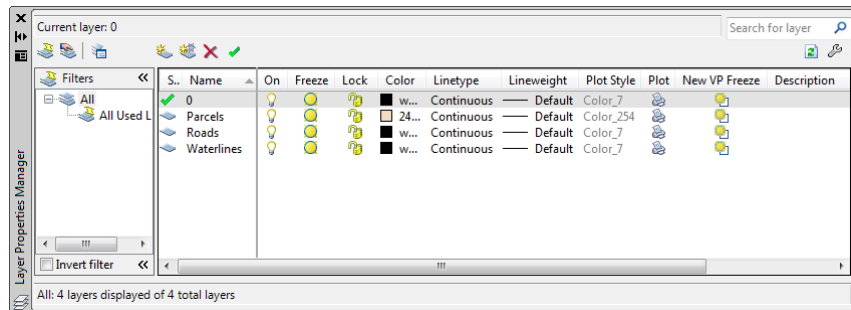 Current layer: 0
Search for layer
Filters
S.. Name On Freeze Lock Color Linetype Lineweight Plot Style Plot New VP Freeze Description
All
All Used L
0 w... Continuous Default Color_7
Parcels 24... Continuous Default Color_254
Roads w... Continuous Default Color_7
Waterlines w... Continuous Default Color_7
Invert filter
All: 4 layers displayed of 4 total layers
Layer Properties Manager